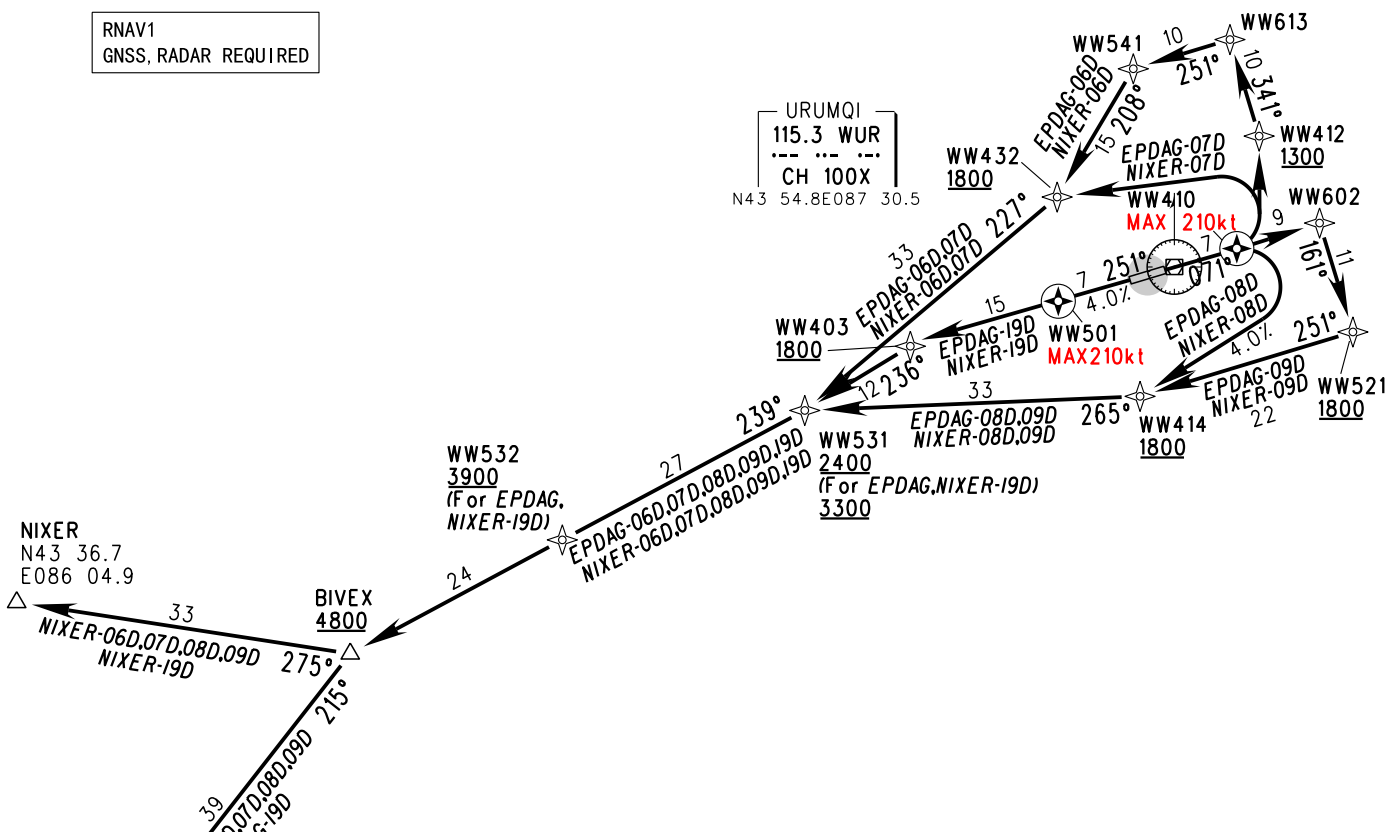 RNAV1
GNSS, RADAR REQUIRED
URUMQI
115.3 WUR
CH 100X
N43 54.8E087 30.5
WW613
10
251°
WW541
10
341°
EPDAG-06D
NIXER-06D
15
208°
WW412
1300
WW432
1800
EPDAG-07D
NIXER-07D
WW410
MAX 210kt
WW602
9
7
071°
161°
11
227°
33
EPDAG-06D,07D
NIXER-06D,07D
251°
7
4.0%
WW501
MAX210kt
15
EPDAG-19D
NIXER-19D
WW403
1800
12
236°
EPDAG-08D
NIXER-08D
4.0%
251°
EPDAG-09D
NIXER-09D
22
WW521
1800
WW414
1800
33
265°
EPDAG-08D,09D
NIXER-08D,09D
WW531
2400
(For EPDAG,NIXER-19D)
3300
239°
27
EPDAG-06D,07D,08D,09D,19D
NIXER-06D,07D,08D,09D,19D
WW532
3900
(For EPDAG,
NIXER-19D)
24
NIXER
N43 36.7
E086 04.9
BIVEX
4800
33
275°
NIXER-06D,07D,08D,09D
NIXER-19D
215°
39
,07D,08D,09D
-19D